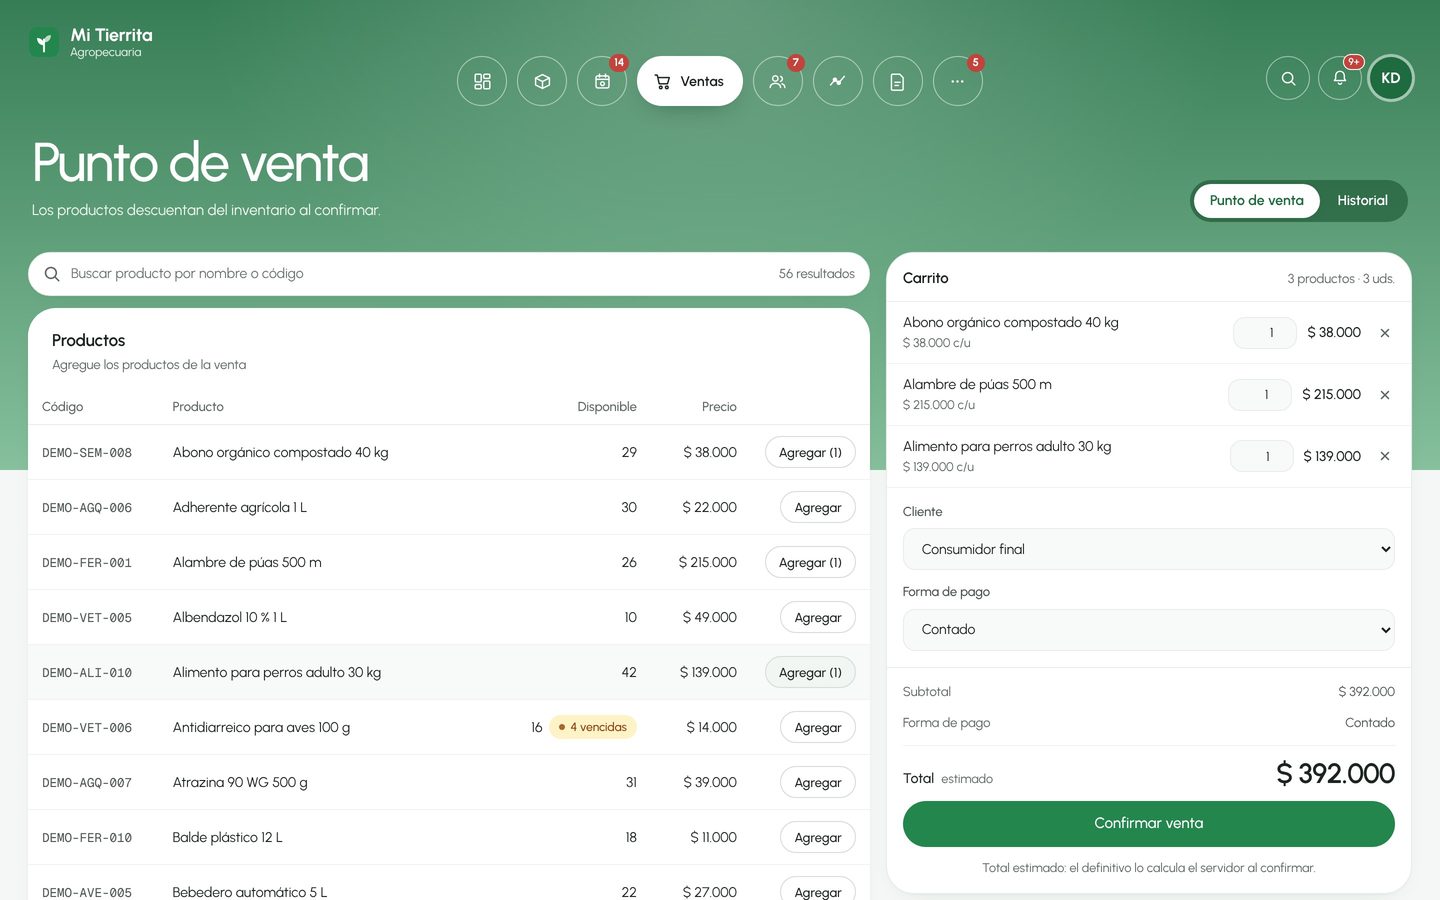 Mi Tierrita
Agropecuaria
14
Ventas
7
5
9+
KD
Punto de venta
Los productos descuentan del inventario al confirmar.
Punto de venta
Historial
Buscar producto por nombre o código
56 resultados
Productos
Agregue los productos de la venta
Código Producto Disponible Precio
DEMO-SEM-008 Abono orgánico compostado 40 kg 29 $ 38.000 Agregar (1)
DEMO-AGQ-006 Adherente agrícola 1 L 30 $ 22.000 Agregar
DEMO-FER-001 Alambre de púas 500 m 26 $ 215.000 Agregar (1)
DEMO-VET-005 Albendazol 10 % 1 L 10 $ 49.000 Agregar
DEMO-ALI-010 Alimento para perros adulto 30 kg 42 $ 139.000 Agregar (1)
DEMO-VET-006 Antidiarreico para aves 100 g 16 4 vencidas $ 14.000 Agregar
DEMO-AGQ-007 Atrazina 90 WG 500 g 31 $ 39.000 Agregar
DEMO-FER-010 Balde plástico 12 L 18 $ 11.000 Agregar
DEMO-AVE-005 Bebedero automático 5 L 22 $ 27.000 Agregar
Carrito
3 productos · 3 uds.
Abono orgánico compostado 40 kg
$ 38.000 c/u
1 $ 38.000
Alambre de púas 500 m
$ 215.000 c/u
1 $ 215.000
Alimento para perros adulto 30 kg
$ 139.000 c/u
1 $ 139.000
Cliente
Consumidor final
Forma de pago
Contado
Subtotal $ 392.000
Forma de pago Contado
Total estimado $ 392.000
Confirmar venta
Total estimado: el definitivo lo calcula el servidor al confirmar.